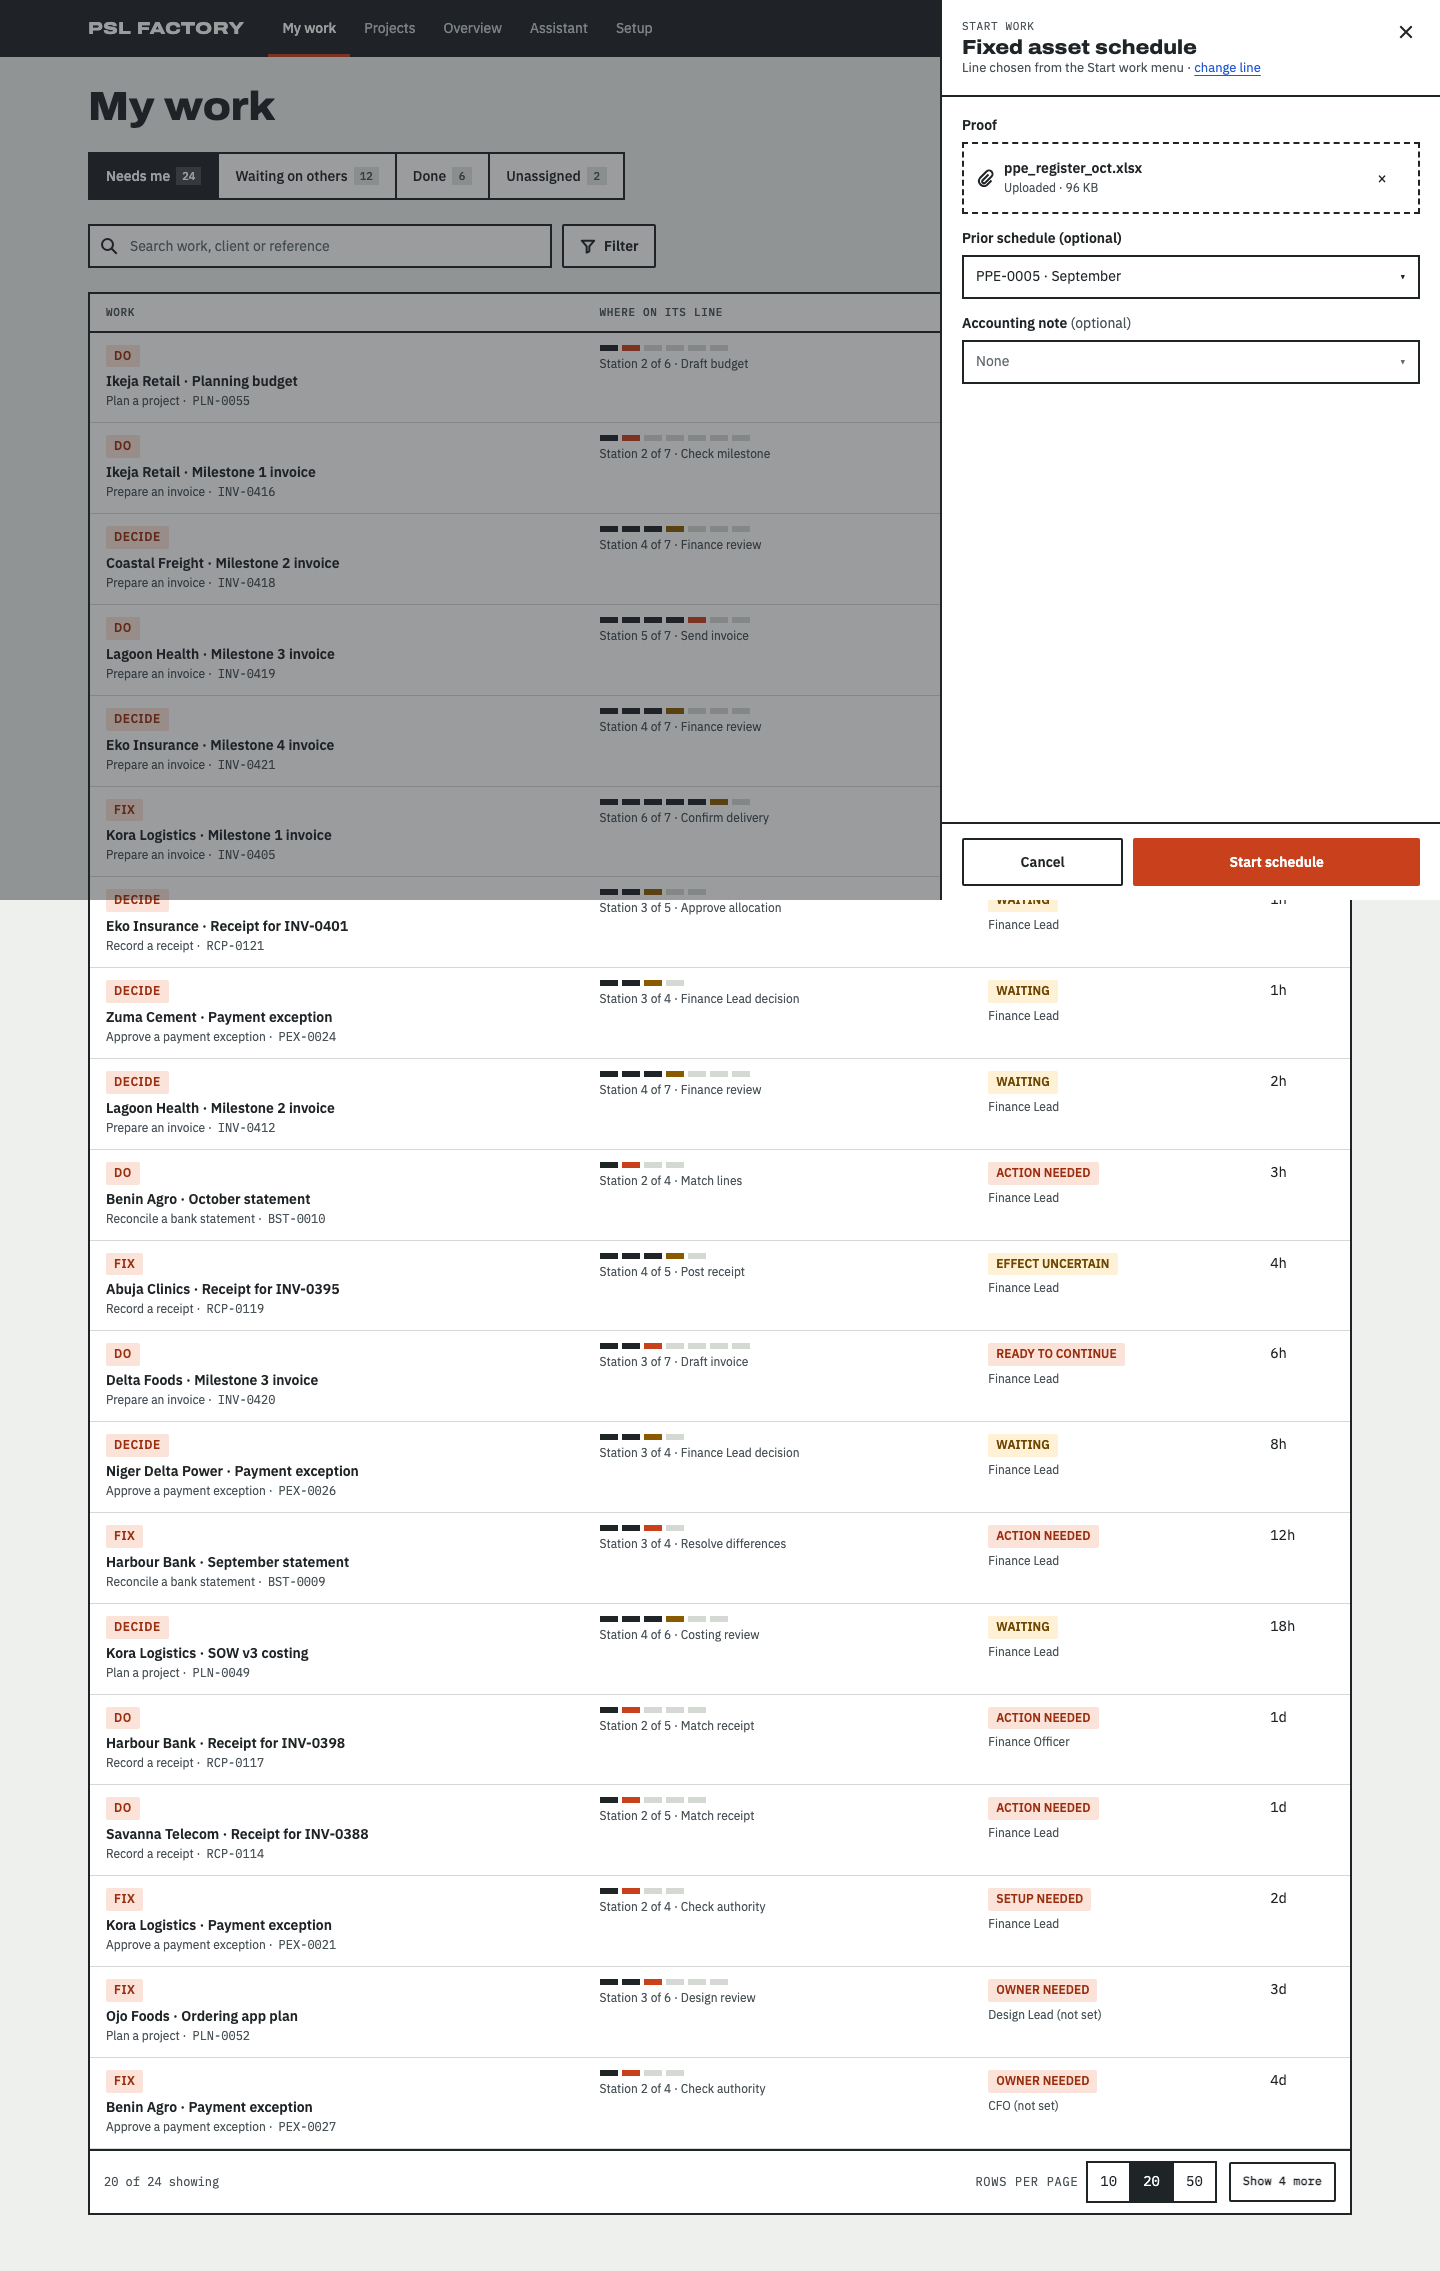 PSL FACTORY
My work
Projects
Overview
Assistant
Setup
My work
Needs me 24
Waiting on others 12
Done 6
Unassigned 2
Search work, client or reference
Filter
WORK
WHERE ON ITS LINE
DO
Ikeja Retail · Planning budget
Plan a project · PLN-0055
Station 2 of 6 · Draft budget
DO
Ikeja Retail · Milestone 1 invoice
Prepare an invoice · INV-0416
Station 2 of 7 · Check milestone
DECIDE
Coastal Freight · Milestone 2 invoice
Prepare an invoice · INV-0418
Station 4 of 7 · Finance review
DO
Lagoon Health · Milestone 3 invoice
Prepare an invoice · INV-0419
Station 5 of 7 · Send invoice
DECIDE
Eko Insurance · Milestone 4 invoice
Prepare an invoice · INV-0421
Station 4 of 7 · Finance review
FIX
Kora Logistics · Milestone 1 invoice
Prepare an invoice · INV-0405
Station 6 of 7 · Confirm delivery
START WORK
Fixed asset schedule
Line chosen from the Start work menu · change line
Proof
ppe_register_oct.xlsx
Uploaded · 96 KB
Prior schedule (optional)
PPE-0005 · September
Accounting note (optional)
None
Cancel
Start schedule
DECIDE
Eko Insurance · Receipt for INV-0401
Record a receipt · RCP-0121
Station 3 of 5 · Approve allocation
WAITING
Finance Lead
1h
DECIDE
Zuma Cement · Payment exception
Approve a payment exception · PEX-0024
Station 3 of 4 · Finance Lead decision
WAITING
Finance Lead
1h
DECIDE
Lagoon Health · Milestone 2 invoice
Prepare an invoice · INV-0412
Station 4 of 7 · Finance review
WAITING
Finance Lead
2h
DO
Benin Agro · October statement
Reconcile a bank statement · BST-0010
Station 2 of 4 · Match lines
ACTION NEEDED
Finance Lead
3h
FIX
Abuja Clinics · Receipt for INV-0395
Record a receipt · RCP-0119
Station 4 of 5 · Post receipt
EFFECT UNCERTAIN
Finance Lead
4h
DO
Delta Foods · Milestone 3 invoice
Prepare an invoice · INV-0420
Station 3 of 7 · Draft invoice
READY TO CONTINUE
Finance Lead
6h
DECIDE
Niger Delta Power · Payment exception
Approve a payment exception · PEX-0026
Station 3 of 4 · Finance Lead decision
WAITING
Finance Lead
8h
FIX
Harbour Bank · September statement
Reconcile a bank statement · BST-0009
Station 3 of 4 · Resolve differences
ACTION NEEDED
Finance Lead
12h
DECIDE
Kora Logistics · SOW v3 costing
Plan a project · PLN-0049
Station 4 of 6 · Costing review
WAITING
Finance Lead
18h
DO
Harbour Bank · Receipt for INV-0398
Record a receipt · RCP-0117
Station 2 of 5 · Match receipt
ACTION NEEDED
Finance Officer
1d
DO
Savanna Telecom · Receipt for INV-0388
Record a receipt · RCP-0114
Station 2 of 5 · Match receipt
ACTION NEEDED
Finance Lead
1d
FIX
Kora Logistics · Payment exception
Approve a payment exception · PEX-0021
Station 2 of 4 · Check authority
SETUP NEEDED
Finance Lead
2d
FIX
Ojo Foods · Ordering app plan
Plan a project · PLN-0052
Station 3 of 6 · Design review
OWNER NEEDED
Design Lead (not set)
3d
FIX
Benin Agro · Payment exception
Approve a payment exception · PEX-0027
Station 2 of 4 · Check authority
OWNER NEEDED
CFO (not set)
4d
20 of 24 showing
ROWS PER PAGE
10
20
50
Show 4 more